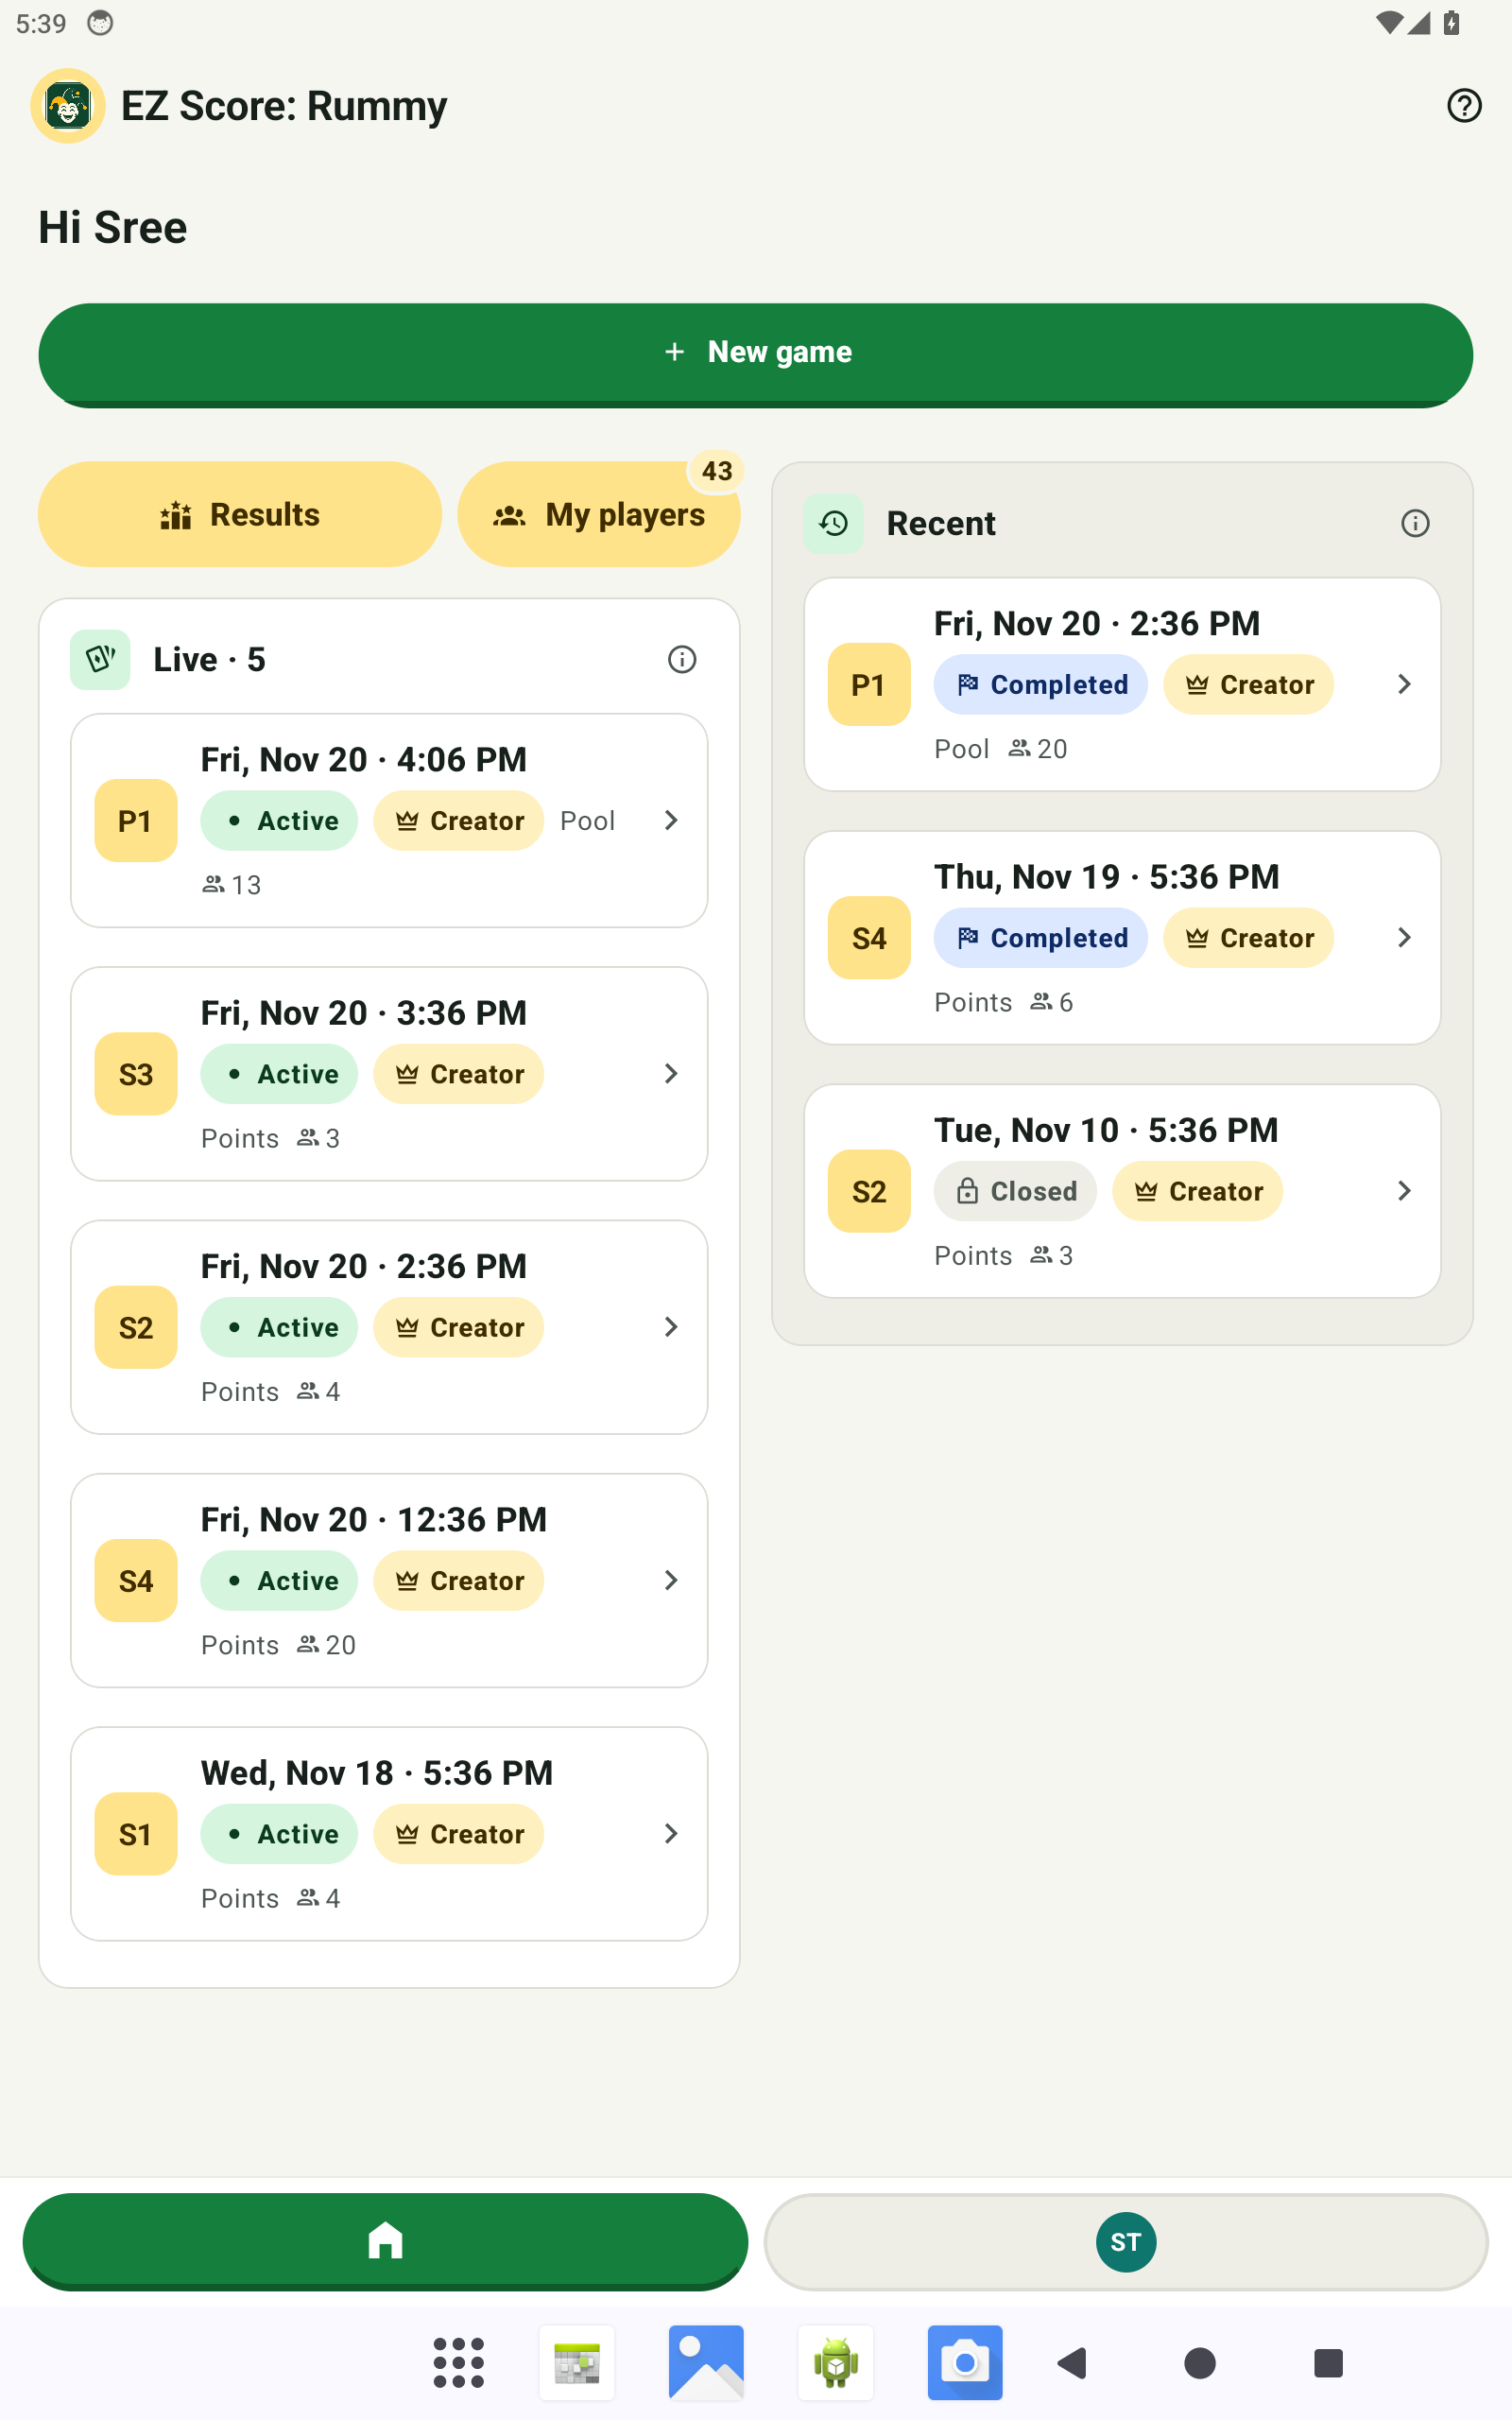 5:39
EZ Score: Rummy
Hi Sree
+ New game
Results
My players
43
Live · 5
P1
Fri, Nov 20 · 4:06 PM
• Active
Creator
Pool
13
S3
Fri, Nov 20 · 3:36 PM
• Active
Creator
Points
3
S2
Fri, Nov 20 · 2:36 PM
• Active
Creator
Points
4
S4
Fri, Nov 20 · 12:36 PM
• Active
Creator
Points
20
S1
Wed, Nov 18 · 5:36 PM
• Active
Creator
Points
4
Recent
P1
Fri, Nov 20 · 2:36 PM
Completed
Creator
Pool
20
S4
Thu, Nov 19 · 5:36 PM
Completed
Creator
Points
6
S2
Tue, Nov 10 · 5:36 PM
Closed
Creator
Points
3
ST